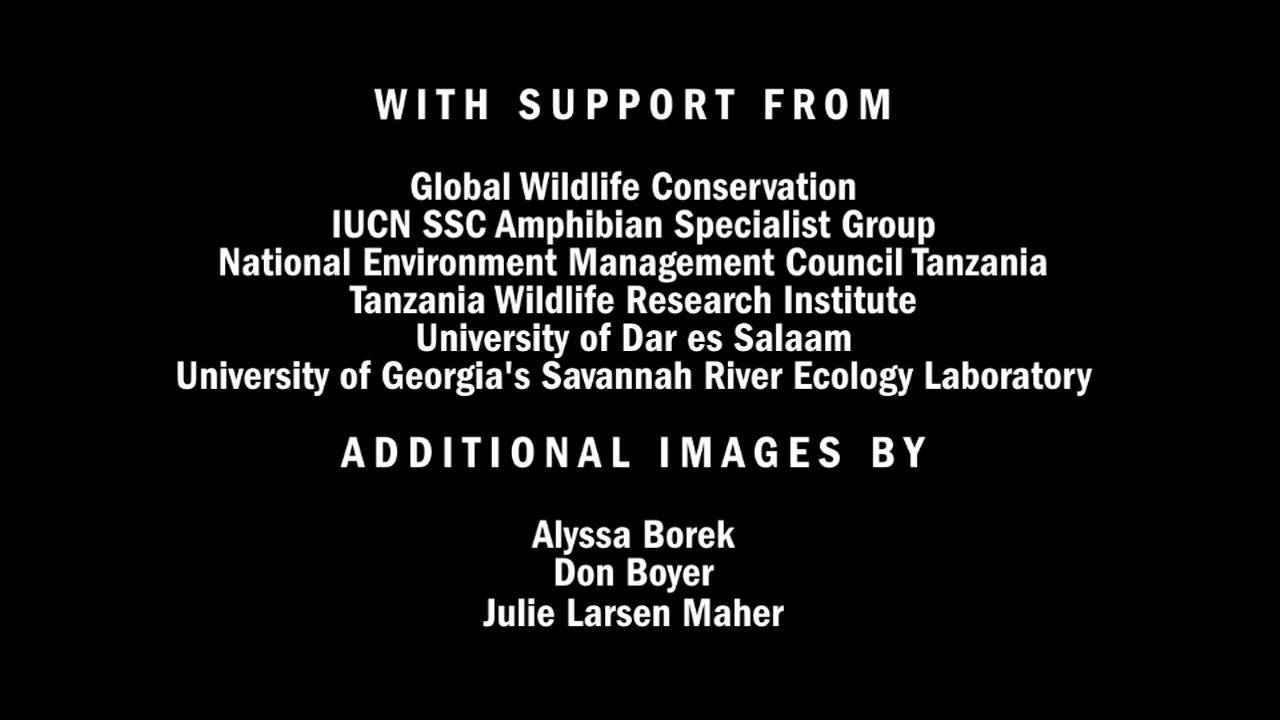 WITH SUPPORT FROM
Global Wildlife Conservation
IUCN SSC Amphibian Specialist Group
National Environment Management Council Tanzania
Tanzania Wildlife Research Institute
University of Dar es Salaam
University of Georgia's Savannah River Ecology Laboratory
ADDITIONAL IMAGES BY
Alyssa Borek
Don Boyer
Julie Larsen Maher